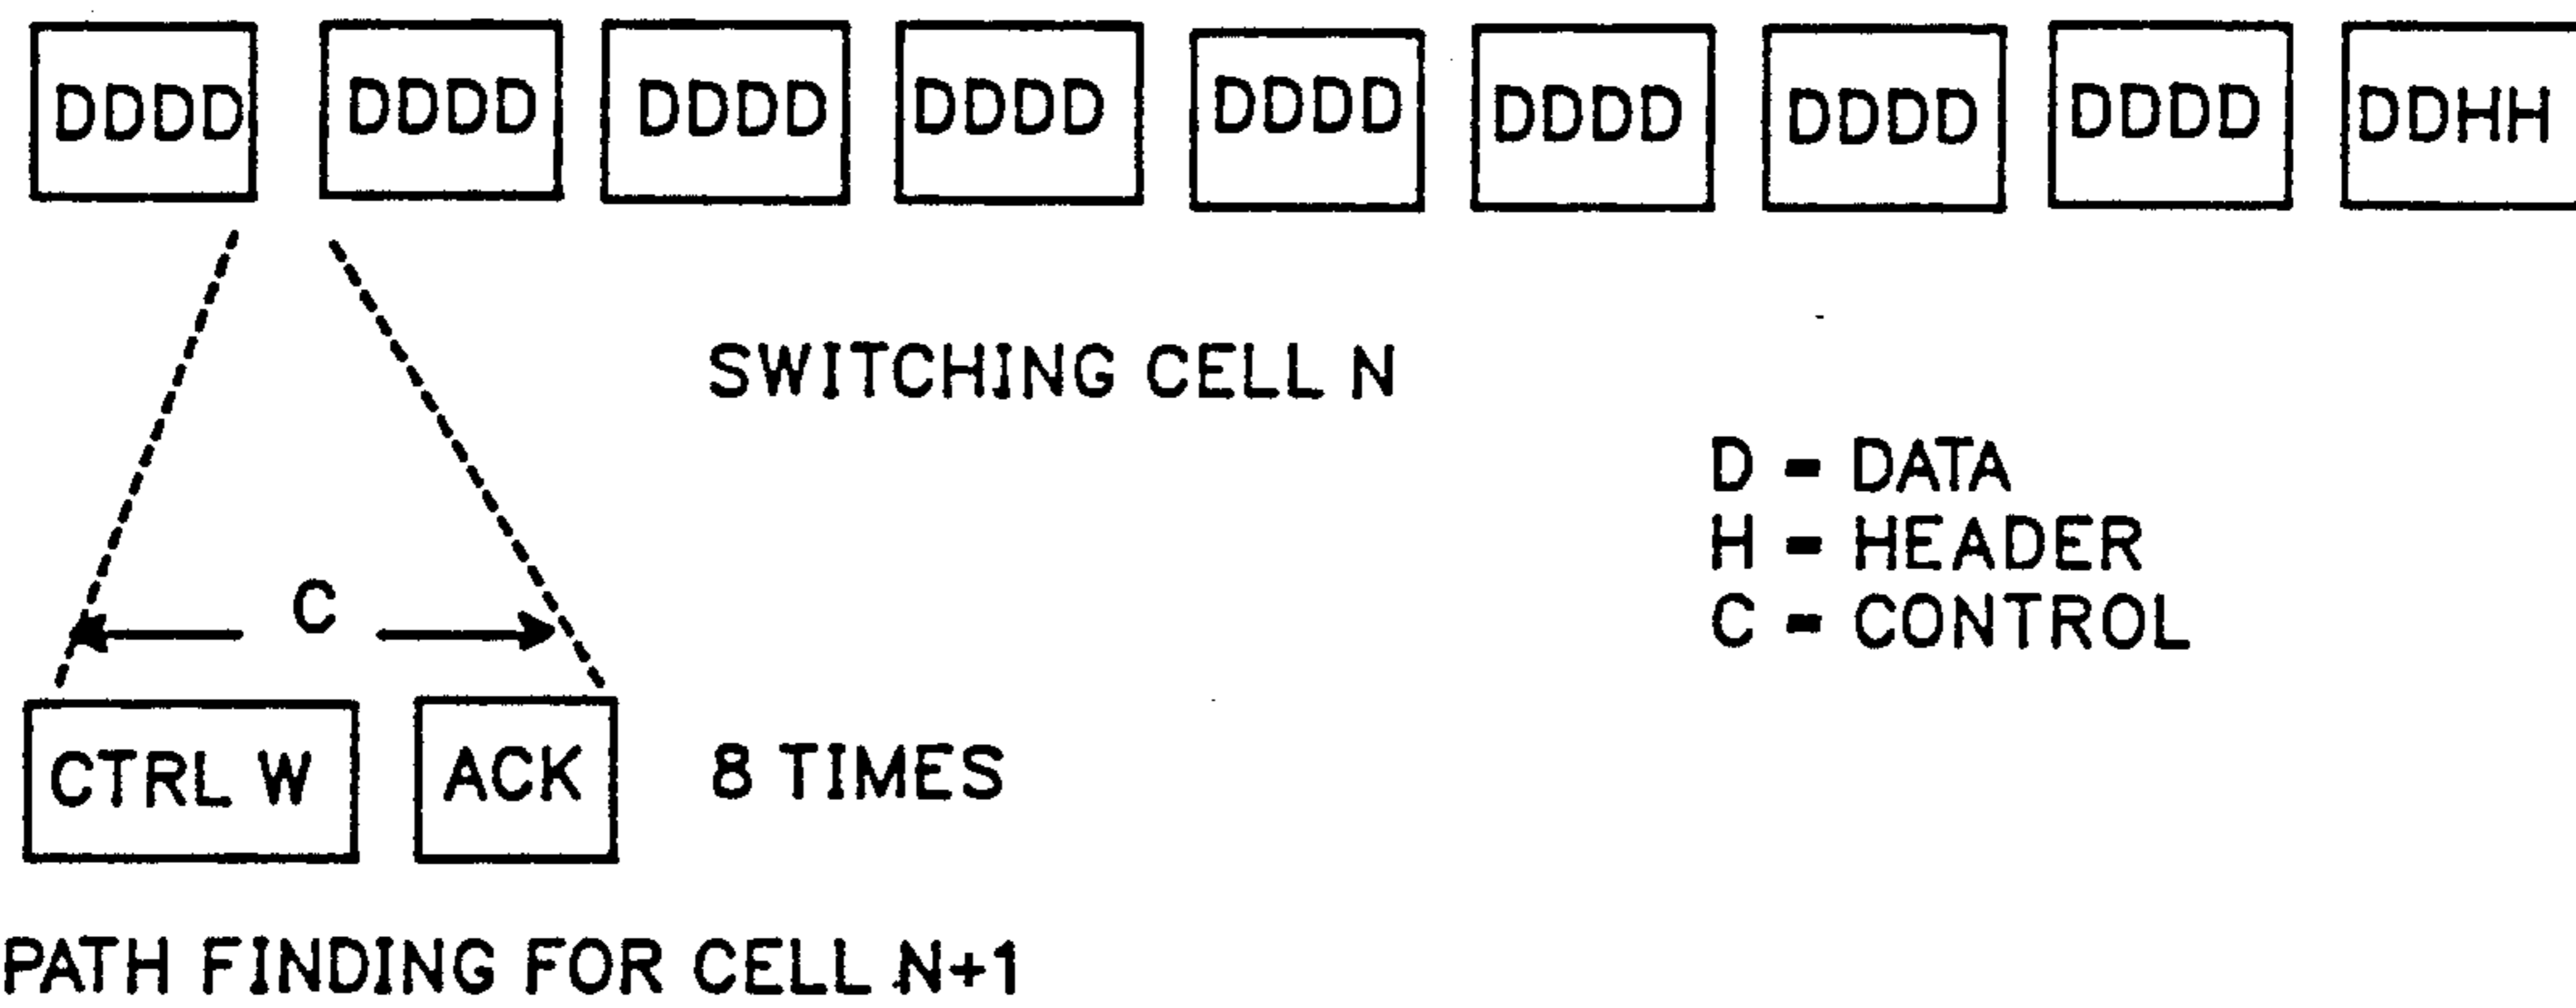 DDDD DDDD DDDD DDDD DDDD DDDD DDDD DDDD DDHH
SWITCHING CELL N
D - DATA
H - HEADER
C - CONTROL
C
CTRL W ACK 8 TIMES
PATH FINDING FOR CELL N+1